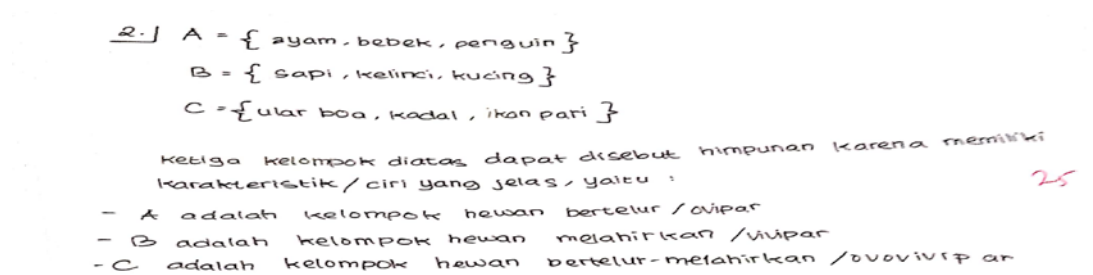 2.) A = { ayam, bebek, penguin }
B = { sapi, kelinci, kucing }
C = { ular boa, kadal, ikan pari }
Ketiga kelompok diatas dapat disebut himpunan karena memiliki
karakteristik / ciri yang jelas, yaitu :
25
- A adalah kelompok hewan bertelur / ovipar
- B adalah kelompok hewan melahirkan / vivipar
- C adalah kelompok hewan bertelur-melahirkan / ovovivip ar